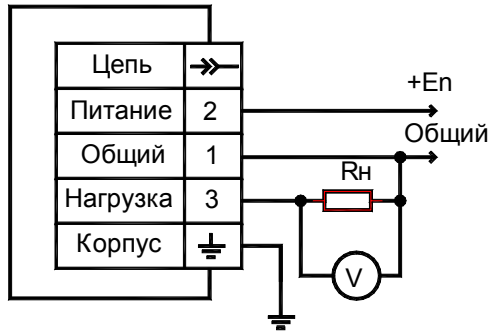 Цепь
+En
Питание 2
Общий
Общий 1
Rн
Нагрузка 3
Корпус
V